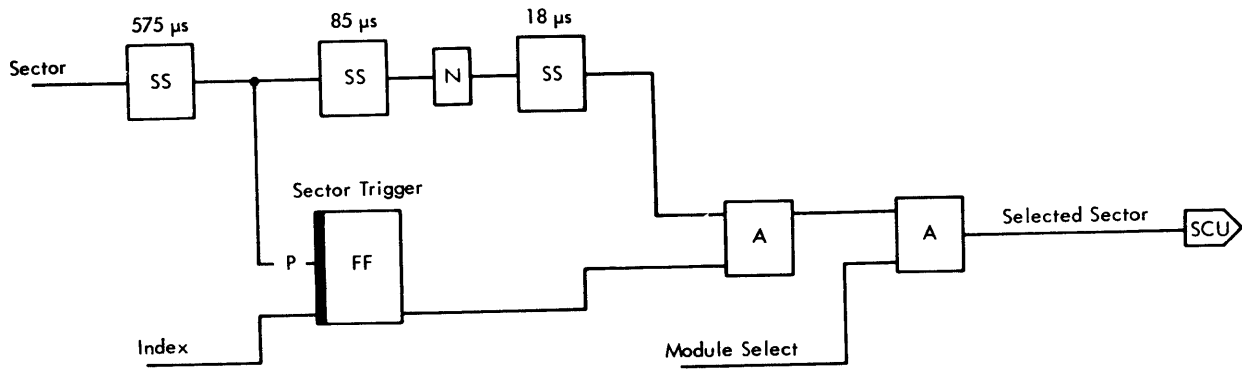 575 μs
85 μs
18 μs
Sector
SS
SS
N
SS
Sector Trigger
P
FF
A
A
Selected Sector
SCU
Index
Module Select